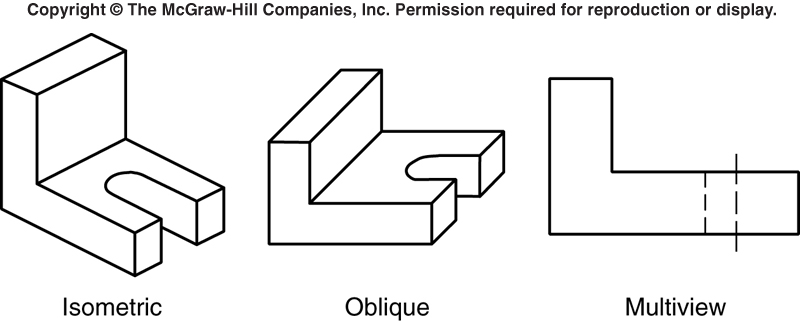 Copyright © The McGraw-Hill Companies, Inc. Permission required for reproduction or display.
Isometric
Oblique
Multiview